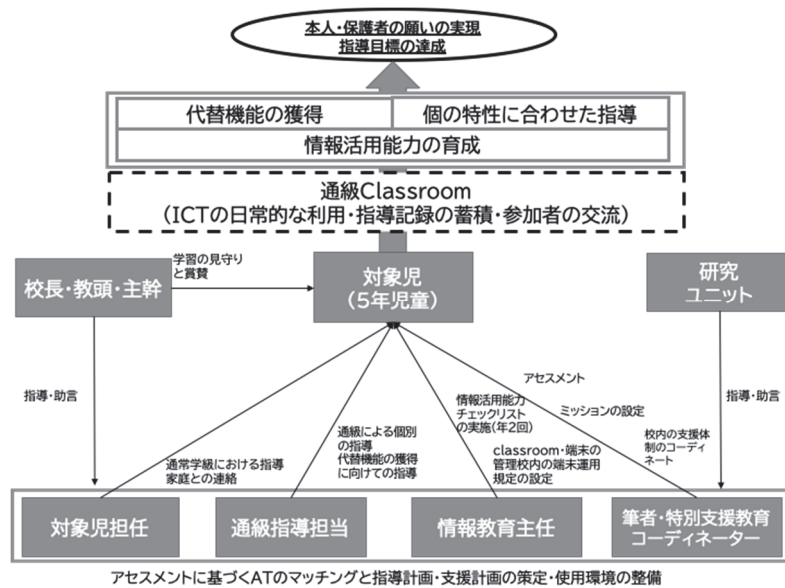 本人・保護者の願いの実現
指導目標の達成
代替機能の獲得
個の特性に合わせた指導
情報活用能力の育成
通級Classroom
（ICTの日常的な利用・指導記録の蓄積・参加者の交流）
校長・教頭・主幹
学習の見守り
と賞賛
対象児
（5年児童）
研究
ユニット
指導・助言
通常学級における指導
家庭との連絡
通級による個別
の指導
代替機能の獲得
に向けての指導
情報活用能力
チェックリスト
の実施(年2回)
classroom・端末の
管理校内の端末運用
規定の設定
アセスメント
ミッションの設定
校内の支援体
制のコーディ
ネート
指導・助言
対象児担任
通級指導担当
情報教育主任
筆者・特別支援教育
コーディネーター
アセスメントに基づくATのマッチングと指導計画・支援計画の策定・使用環境の整備